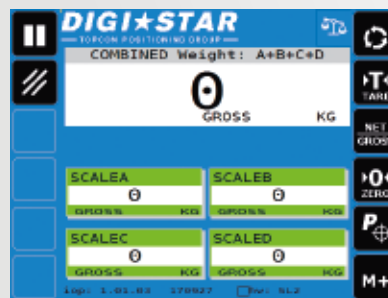 DIGI★STAR
TOPCON POSITIONING GROUP
COMBINED Weight: A+B+C+D
0
GROSS KG
SCALEA SCALEB
0 0
GROSS KG GROSS KG
SCALEC SCALED
0 0
GROSS KG GROSS KG
T
TARE
NET
GROSS
0
ZERO
P
M+